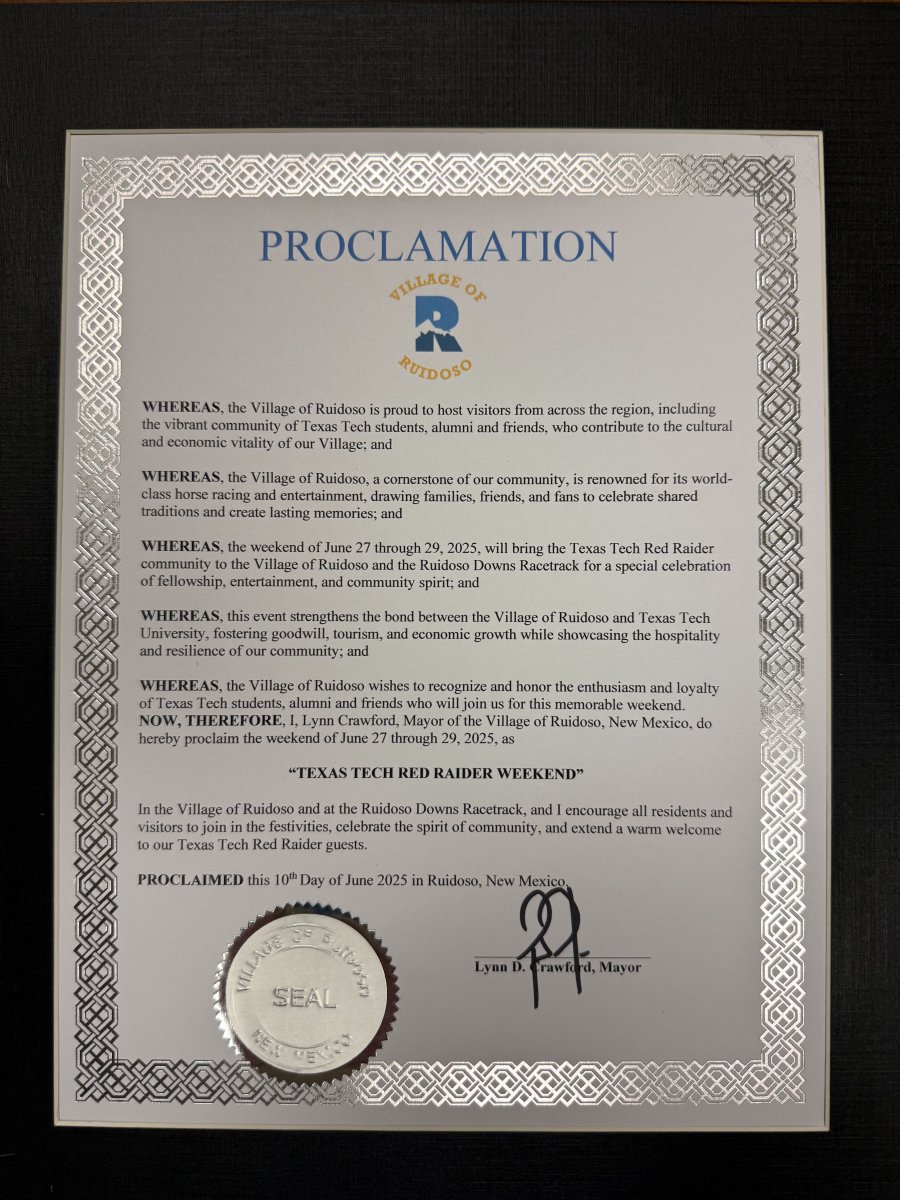 PROCLAMATION
VILLAGE OF
R
RUIDOSO
WHEREAS, the Village of Ruidoso is proud to host visitors from across the region, including
the vibrant community of Texas Tech students, alumni and friends, who contribute to the cultural
and economic vitality of our Village; and
WHEREAS, the Village of Ruidoso, a cornerstone of our community, is renowned for its world-
class horse racing and entertainment, drawing families, friends, and fans to celebrate shared
traditions and create lasting memories; and
WHEREAS, the weekend of June 27 through 29, 2025, will bring the Texas Tech Red Raider
community to the Village of Ruidoso and the Ruidoso Downs Racetrack for a special celebration
of fellowship, entertainment, and community spirit; and
WHEREAS, this event strengthens the bond between the Village of Ruidoso and Texas Tech
University, fostering goodwill, tourism, and economic growth while showcasing the hospitality
and resilience of our community; and
WHEREAS, the Village of Ruidoso wishes to recognize and honor the enthusiasm and loyalty
of Texas Tech students, alumni and friends who will join us for this memorable weekend.
NOW, THEREFORE, I, Lynn Crawford, Mayor of the Village of Ruidoso, New Mexico, do
hereby proclaim the weekend of June 27 through 29, 2025, as
“TEXAS TECH RED RAIDER WEEKEND”
In the Village of Ruidoso and at the Ruidoso Downs Racetrack, and I encourage all residents and
visitors to join in the festivities, celebrate the spirit of community, and extend a warm welcome
to our Texas Tech Red Raider guests.
PROCLAIMED this 10th Day of June 2025 in Ruidoso, New Mexico.
Lynn D. Crawford, Mayor
VILLAGE OF
SEAL
NEW MEXICO